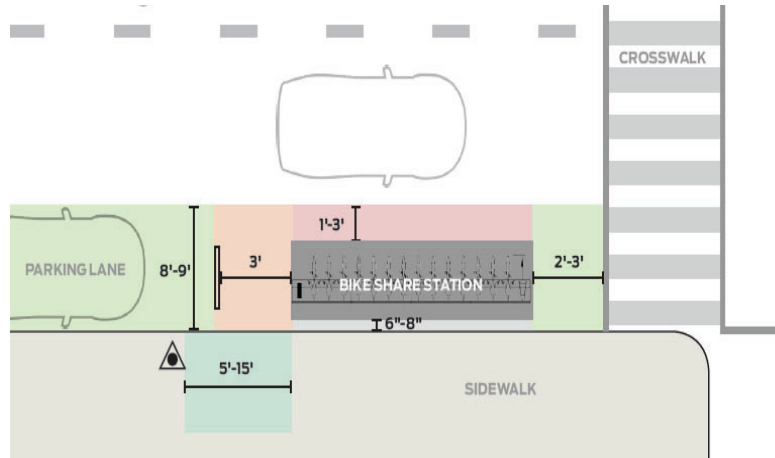 CROSSWALK
1'-3'
PARKING LANE
8'-9'
3'
BIKE SHARE STATION
2'-3'
6"-8"
5'-15'
SIDEWALK